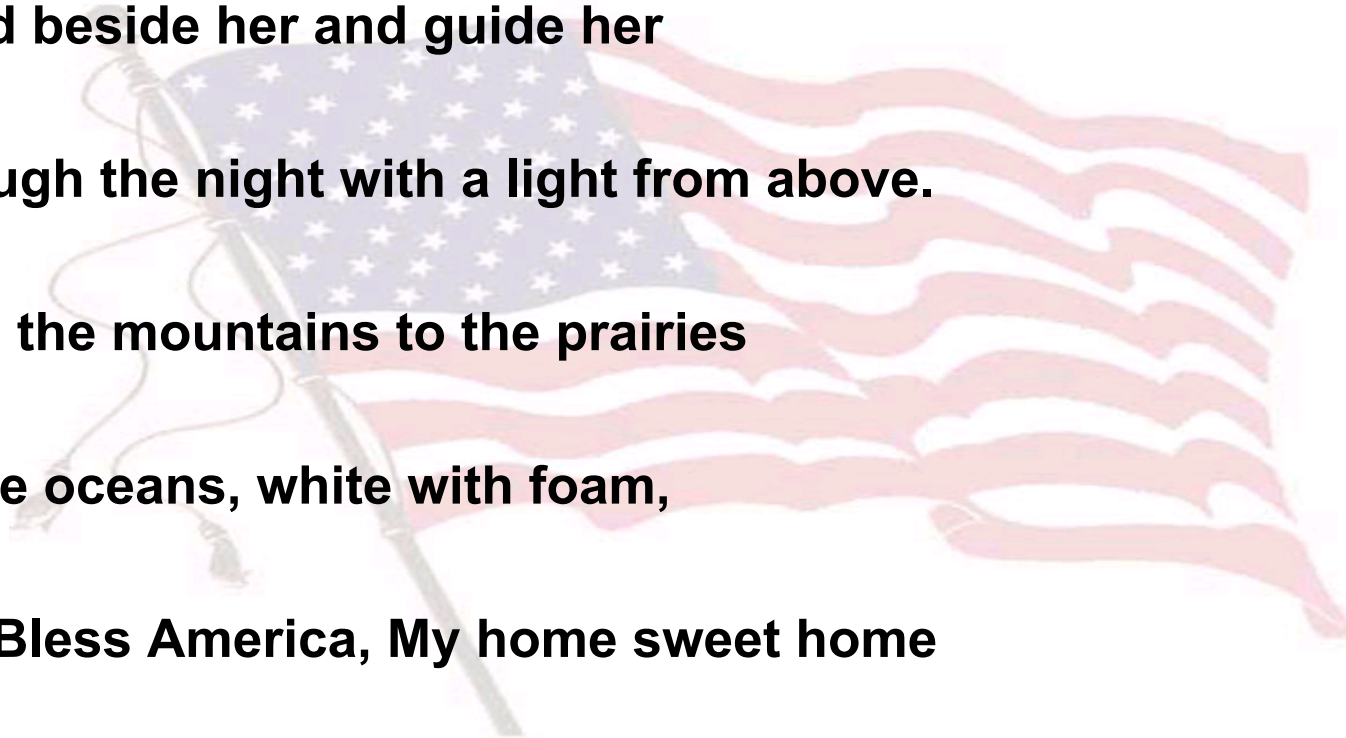 d beside her and guide her
ugh the night with a light from above.
the mountains to the prairies
e oceans, white with foam,
Bless America, My home sweet home